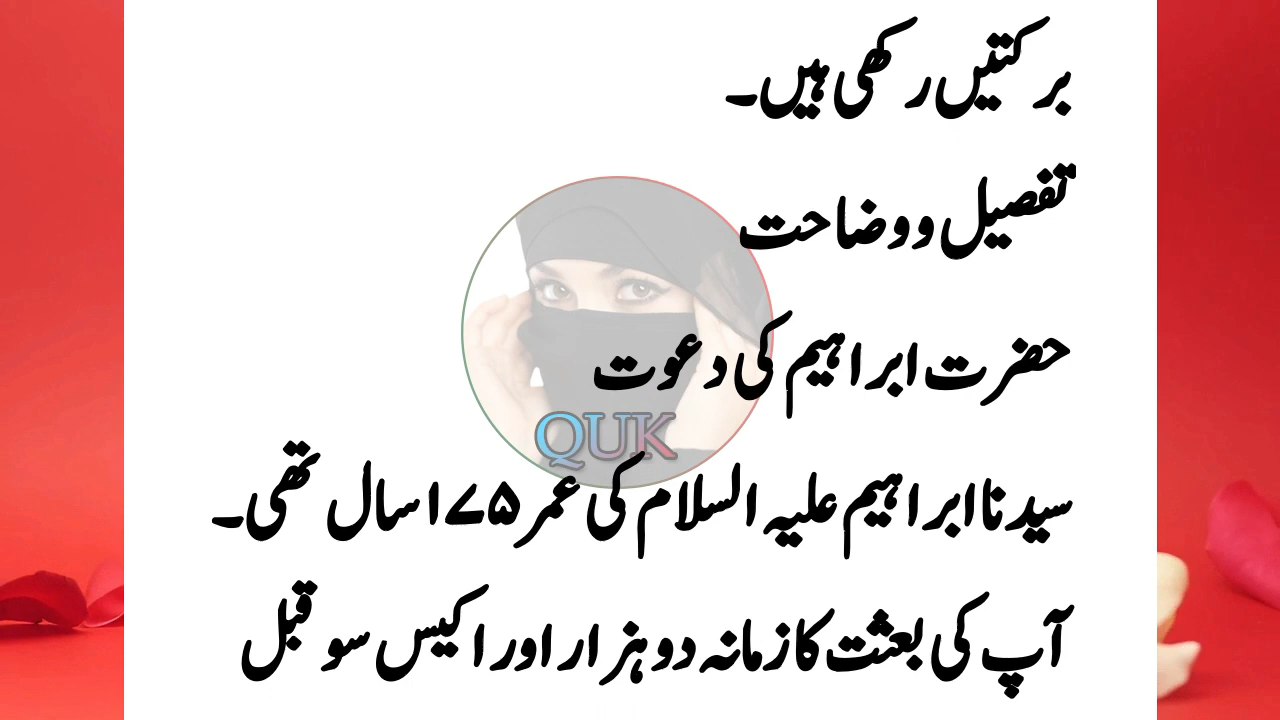 برکتیں رکھی ہیں۔
تفصیل و وضاحت
حضرت ابراہیم کی دعوت
QUK
سیدنا ابراہیم علیہ السلام کی عمر ۱۷۵ سال تھی۔
آپ کی بعثت کا زمانہ دو ہزار اور اکیس سو قبل